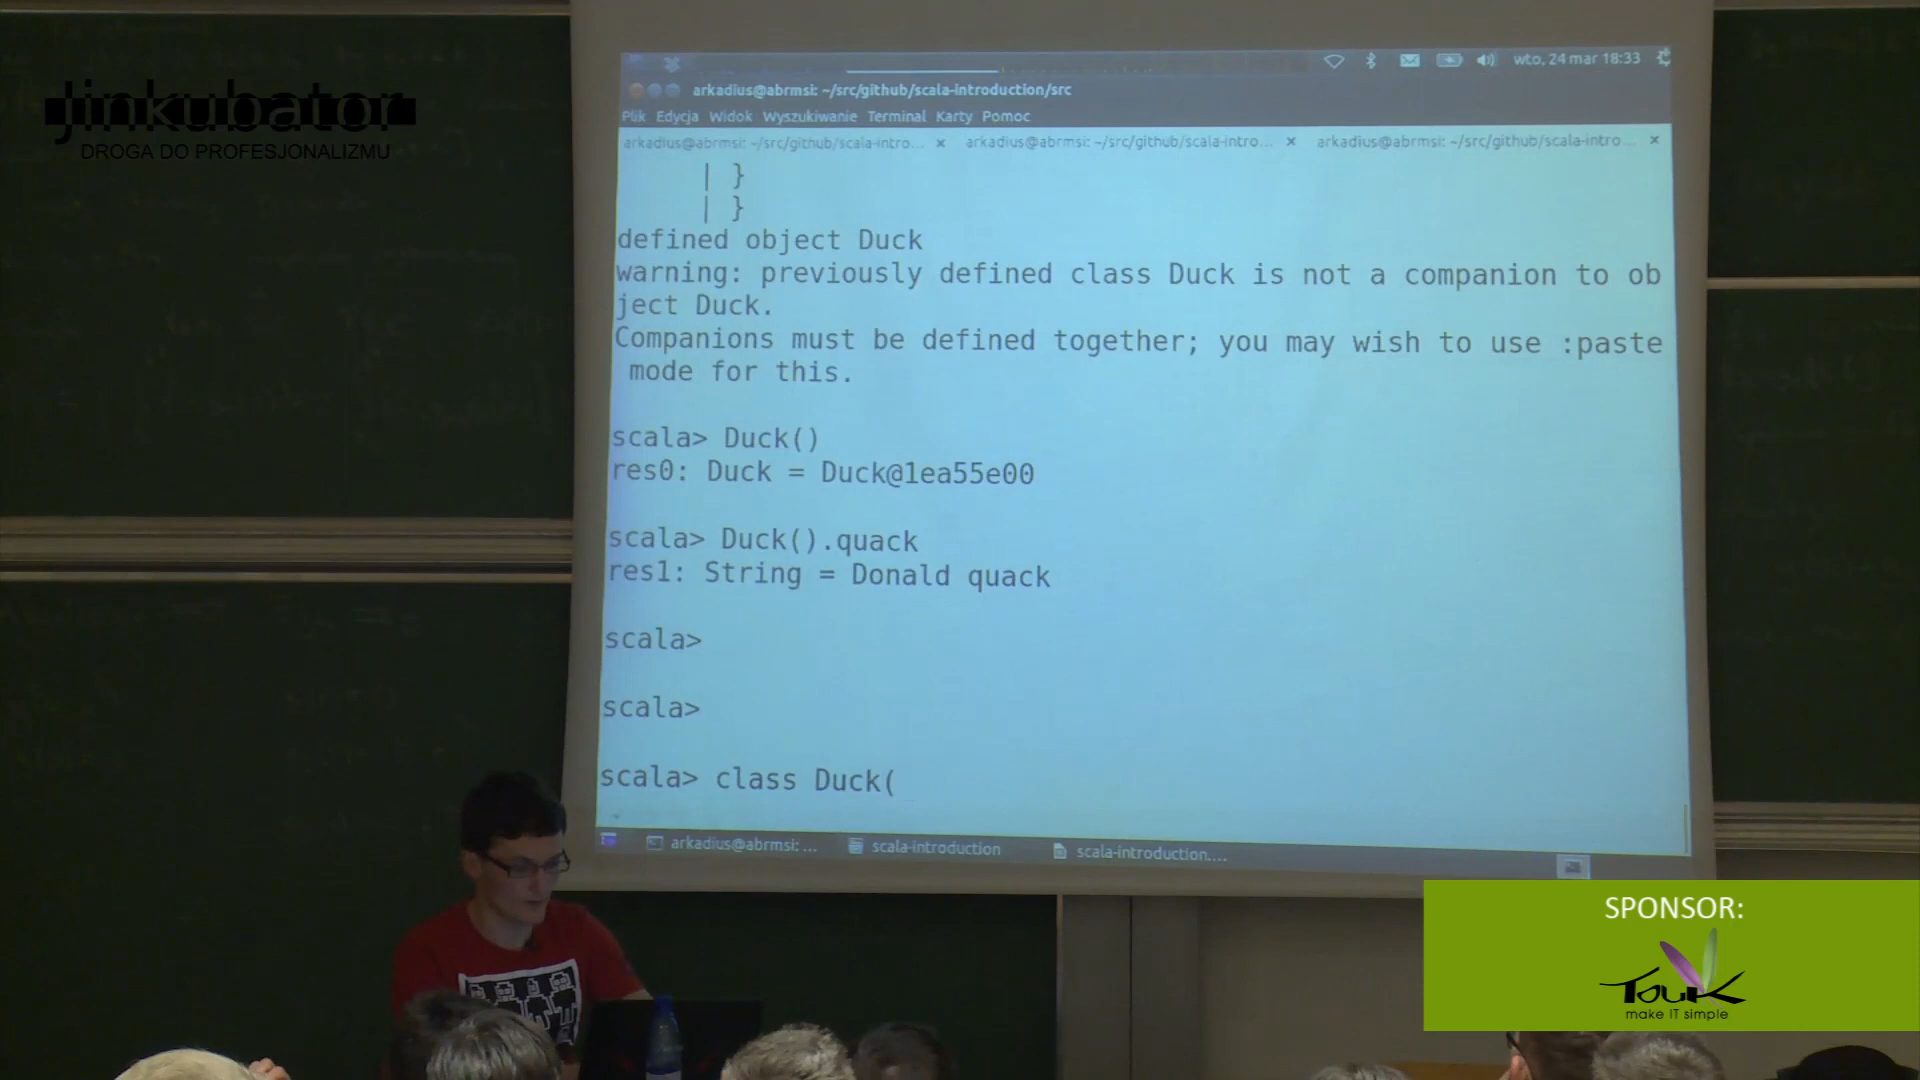 Jinkubator
DROGA DO PROFESJONALIZMU
wto, 24 mar 18:33
arkadius@abrmsi: ~/src/github/scala-introduction/src
Plik Edycja Widok Wyszukiwanie Terminal Karty Pomoc
arkadius@abrmsi: ~/src/github/scala-intro... × arkadius@abrmsi: ~/src/github/scala-intro... × arkadius@abrmsi: ~/src/github/scala-intro... ×
| }
| }
defined object Duck
warning: previously defined class Duck is not a companion to ob
ject Duck.
Companions must be defined together; you may wish to use :paste
mode for this.
scala> Duck()
res0: Duck = Duck@1ea55e00
scala> Duck().quack
res1: String = Donald quack
scala>
scala>
scala> class Duck(
arkadius@abrmsi: ... scala-introduction scala-introduction....
SPONSOR:
Touk
make IT simple